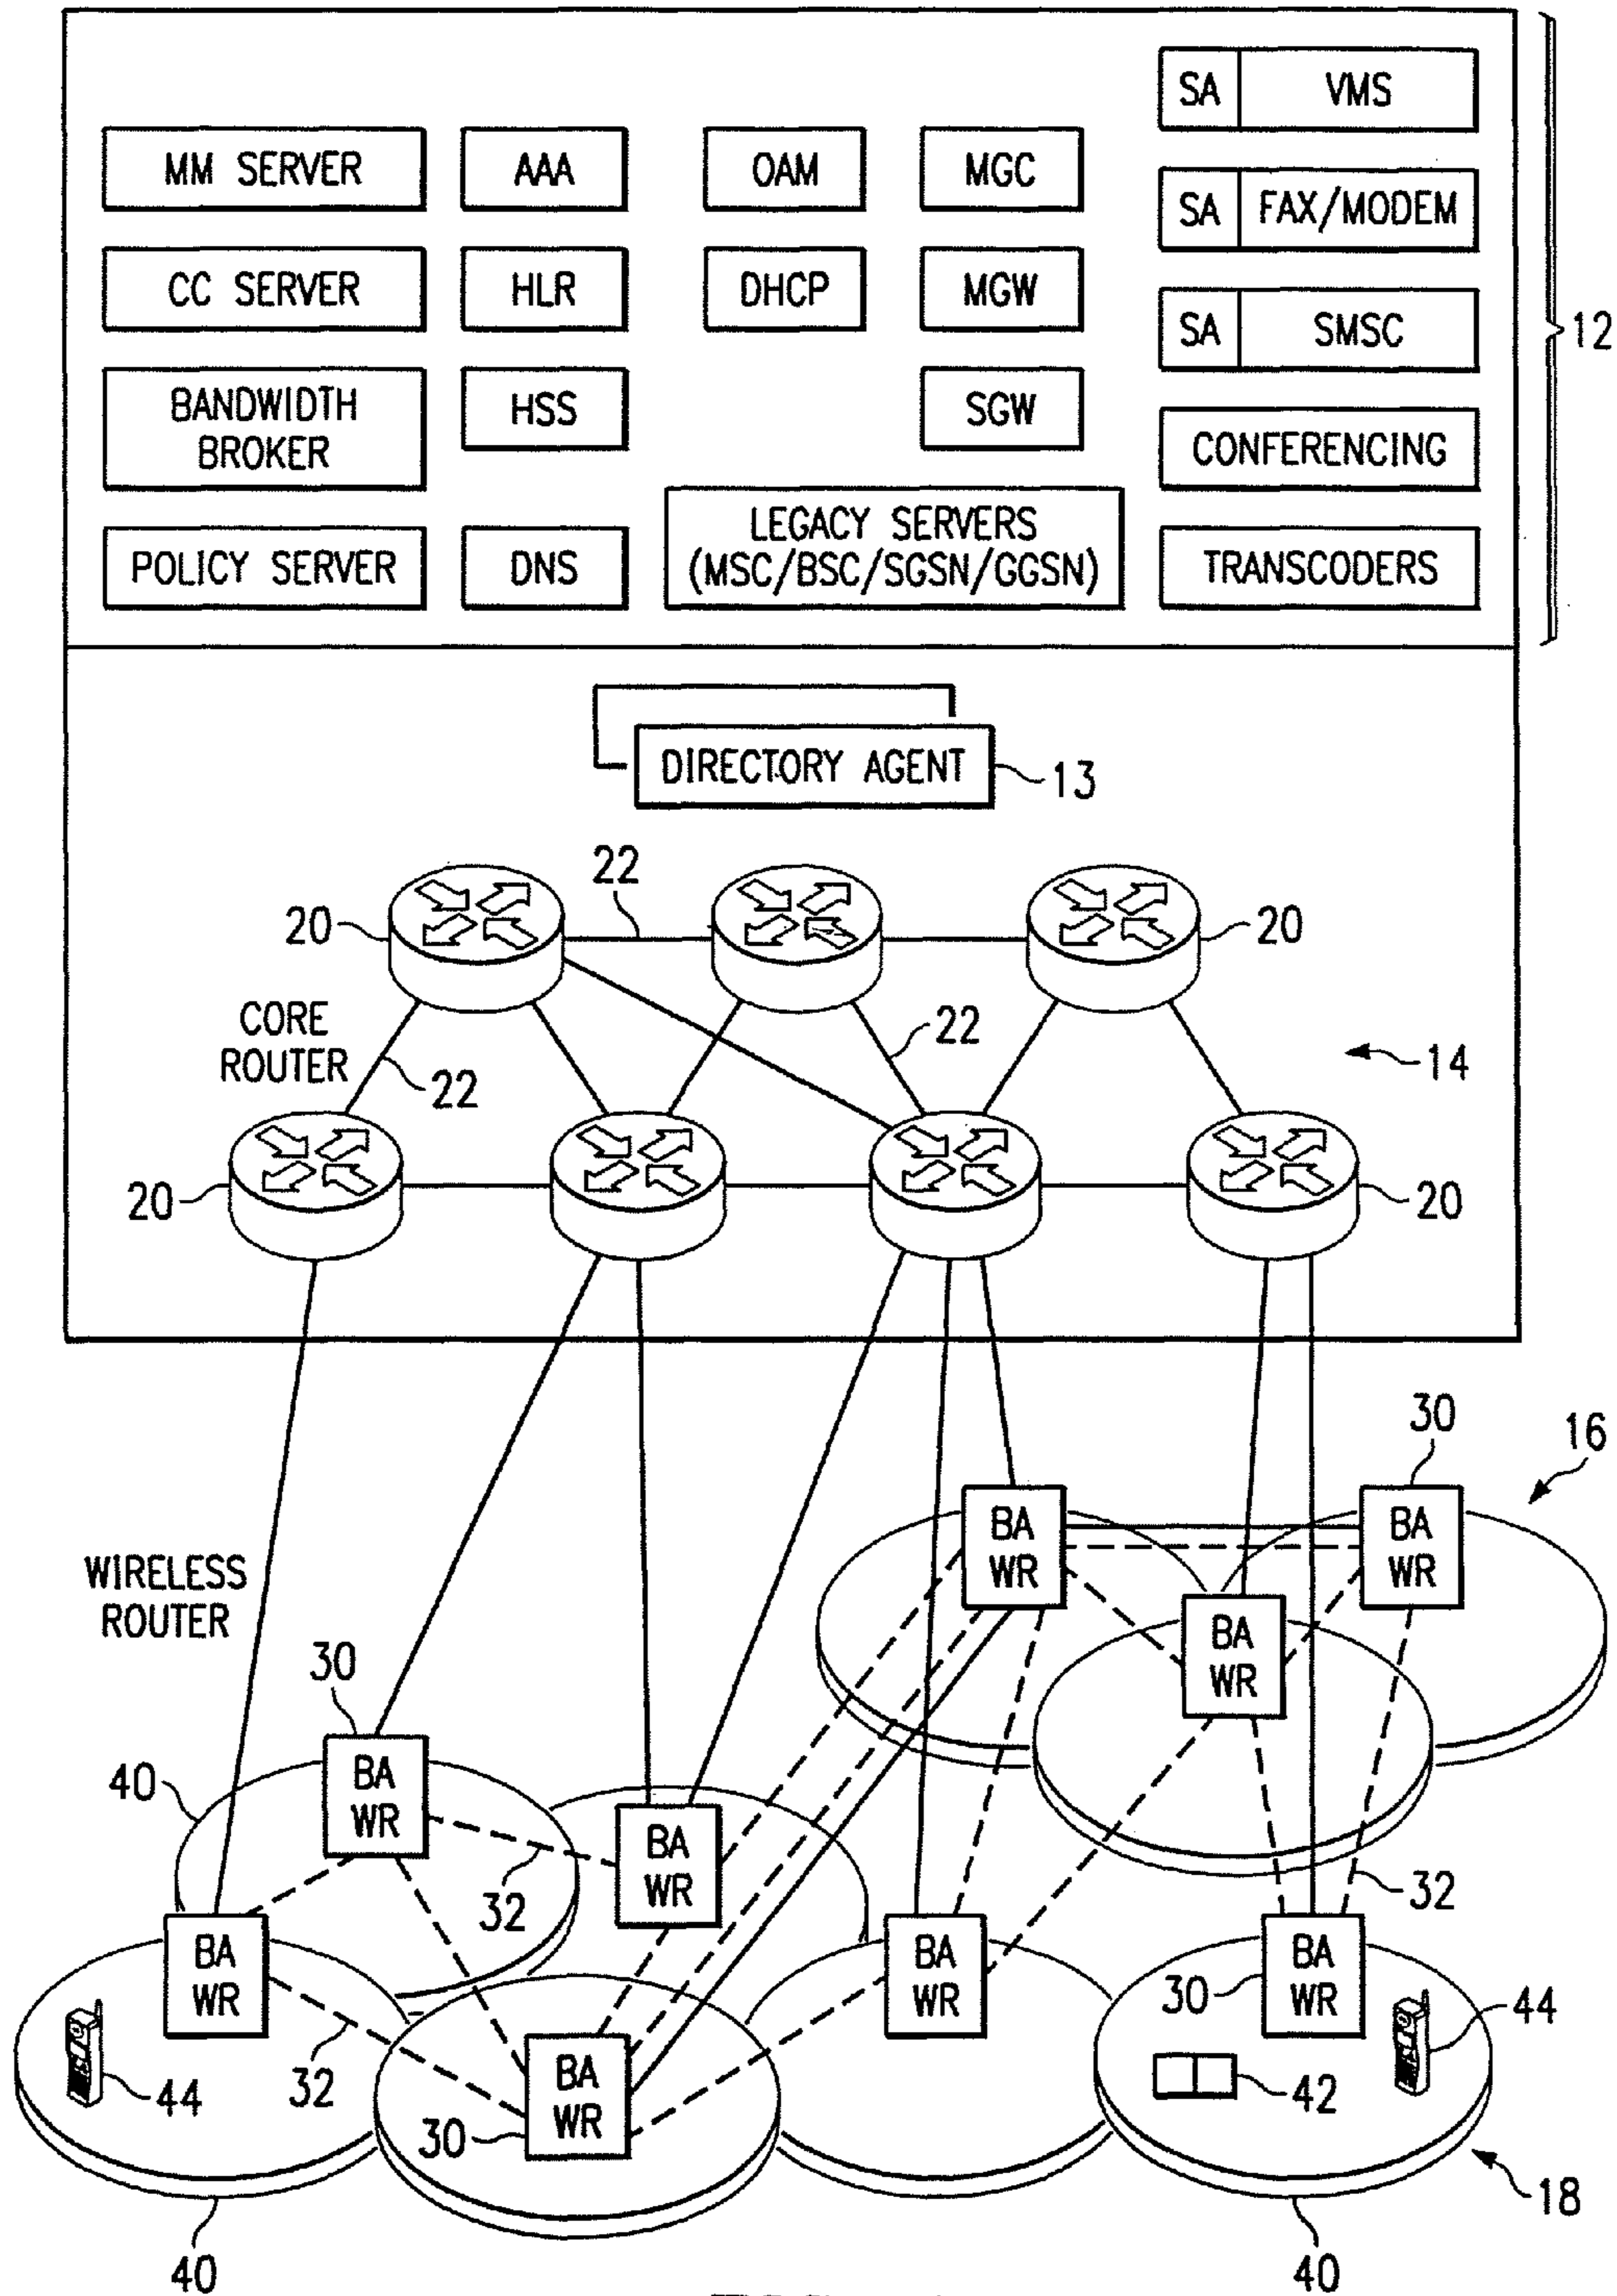 SA VMS
MM SERVER AAA OAM MGC
SA FAX/MODEM
CC SERVER HLR DHCP MGW
SA SMSC
12
BANDWIDTH
BROKER
HSS SGW
CONFERENCING
POLICY SERVER DNS
LEGACY SERVERS
(MSC/BSC/SGSN/GGSN)
TRANSCODERS
DIRECTORY AGENT
13
22
20
20
CORE
ROUTER
22
22
14
20
20
30
16
WIRELESS
ROUTER
BA
WR
BA
WR
BA
WR
30
40
BA
WR
BA
WR
32
32
BA
WR
BA
WR
30
BA
WR
44
44
32
42
BA
WR
30
18
40
40